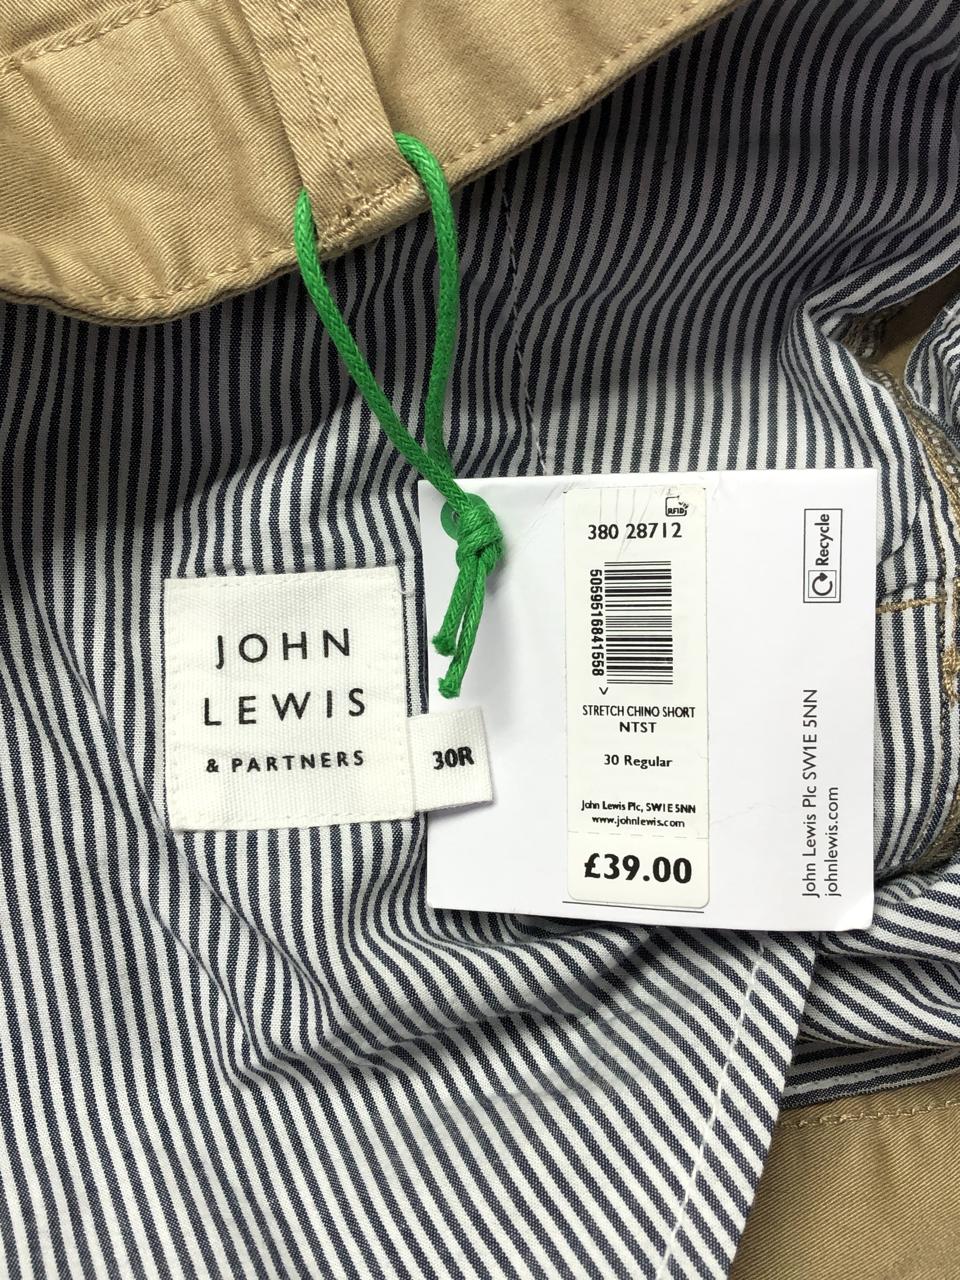 JOHN
LEWIS
& PARTNERS
30R
RFID
380 28712
5059516841558
>
STRETCH CHINO SHORT
NTST
30 Regular
John Lewis Plc, SW1E 5NN
www.johnlewis.com
£39.00
Recycle
John Lewis Plc SW1E 5NN
johnlewis.com